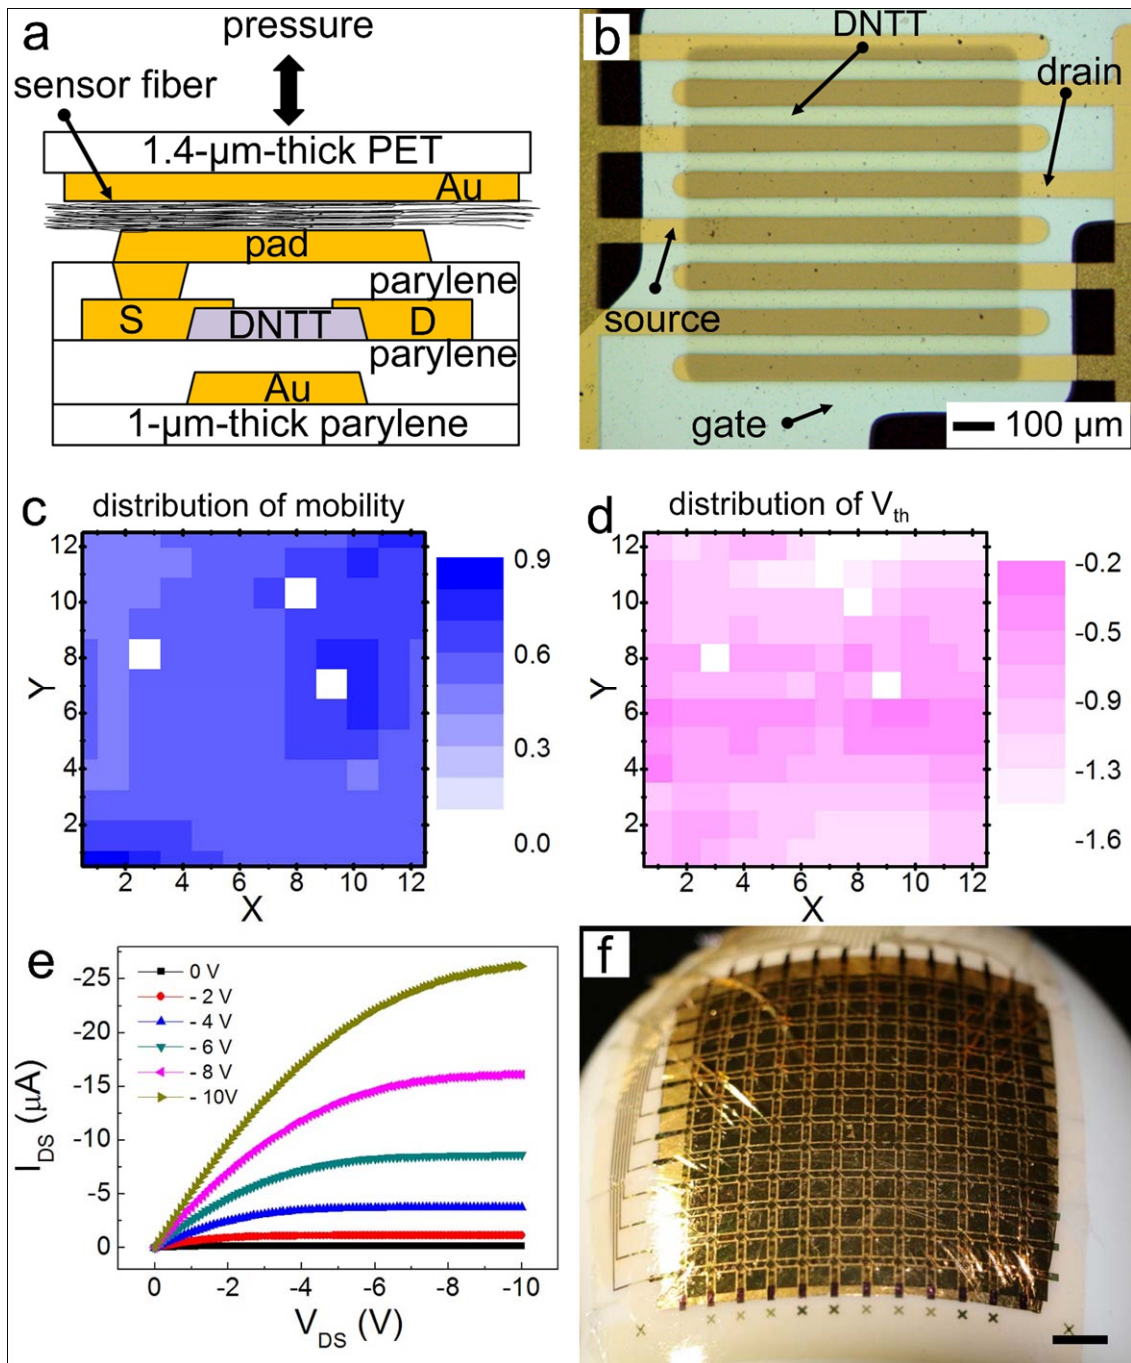 a
pressure
sensor fiber
1.4-µm-thick PET
Au
pad
parylene
S
DNTT
D
parylene
Au
1-µm-thick parylene
b
DNTT
drain
source
gate
100 µm
c
distribution of mobility
12
10
8
6
4
2
Y
2 4 6 8 10 12
X
0.9
0.6
0.3
0.0
d
distribution of Vth
12
10
8
6
4
2
Y
2 4 6 8 10 12
X
-0.2
-0.5
-0.9
-1.3
-1.6
e
0 V
- 2 V
- 4 V
- 6 V
- 8 V
- 10V
-25
-20
-15
-10
-5
0
IDS (µA)
0 -2 -4 -6 -8 -10
VDS (V)
f